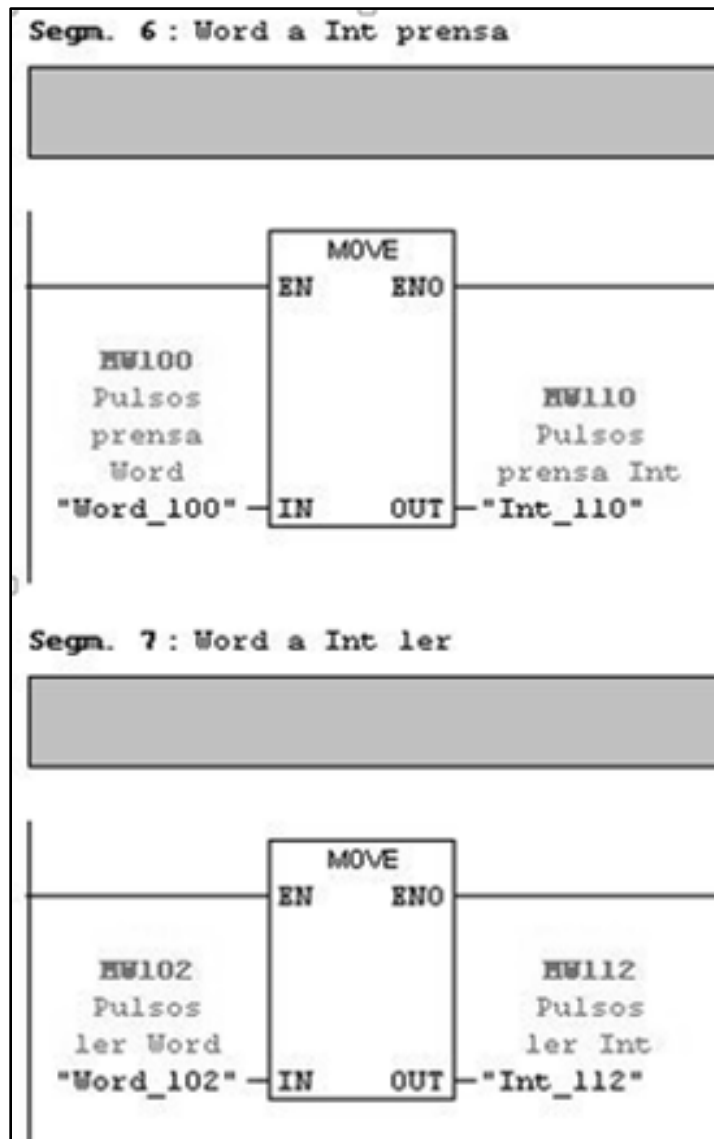 Segm. 6 : Word a Int prensa
MOVE
EN ENO
MW100
Pulsos
prensa
Word
"Word_100"
IN
MW110
Pulsos
prensa Int
OUT
"Int_110"
Segm. 7 : Word a Int ler
MOVE
EN ENO
MW102
Pulsos
ler Word
"Word_102"
IN
MW112
Pulsos
ler Int
OUT
"Int_112"